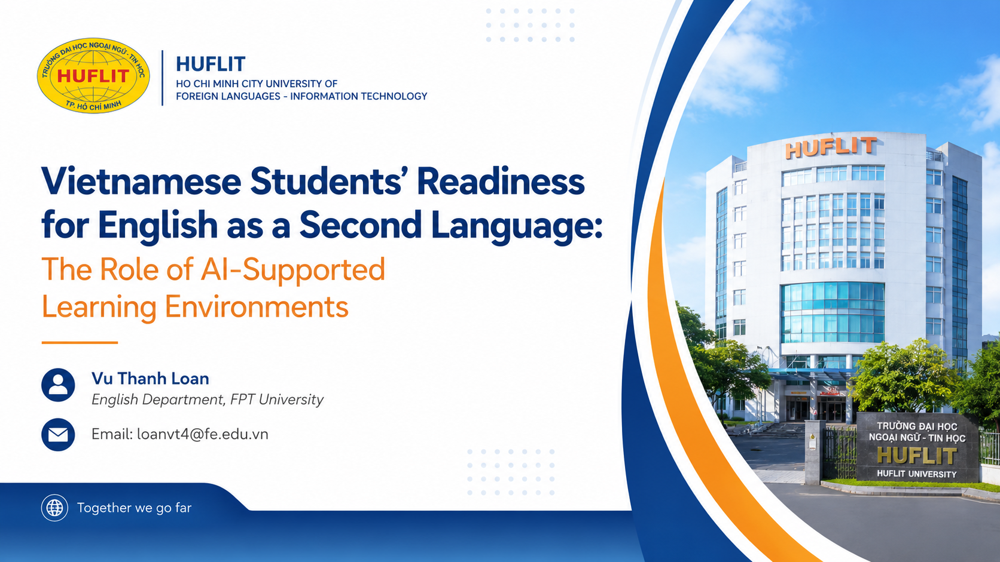 TRƯỜNG ĐẠI HỌC NGOẠI NGỮ - TIN HỌC
HUFLIT
TP. HỒ CHÍ MINH
HUFLIT
HO CHI MINH CITY UNIVERSITY OF
FOREIGN LANGUAGES - INFORMATION TECHNOLOGY
Vietnamese Students’ Readiness
for English as a Second Language:
The Role of AI-Supported
Learning Environments
Vu Thanh Loan
English Department, FPT University
Email: loanvt4@fe.edu.vn
Together we go far
HUFLIT
TRƯỜNG ĐẠI HỌC
NGOẠI NGỮ - TIN HỌC
HUFLIT
HUFLIT UNIVERSITY